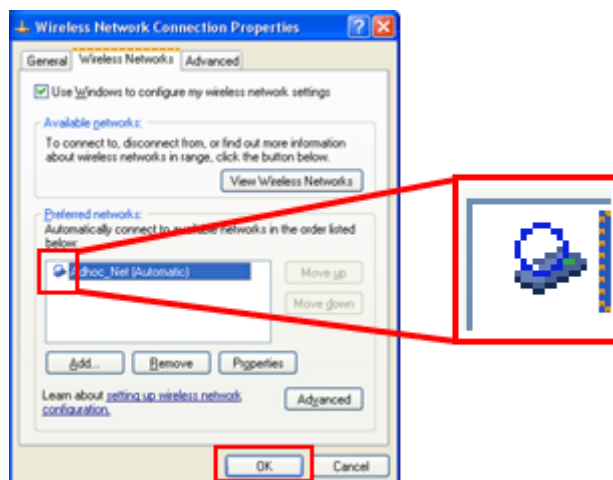 Wireless Network Connection Properties
General Wireless Networks Advanced
Use Windows to configure my wireless network settings
Available networks:
To connect to, disconnect from, or find out more information
about wireless networks in range, click the button below.
View Wireless Networks
Preferred networks:
Automatically connect to available networks in the order listed
below:
Adhoc_Net (Automatic)
Move up
Move down
Add... Remove Properties
Learn about setting up wireless network
configuration.
Advanced
OK Cancel